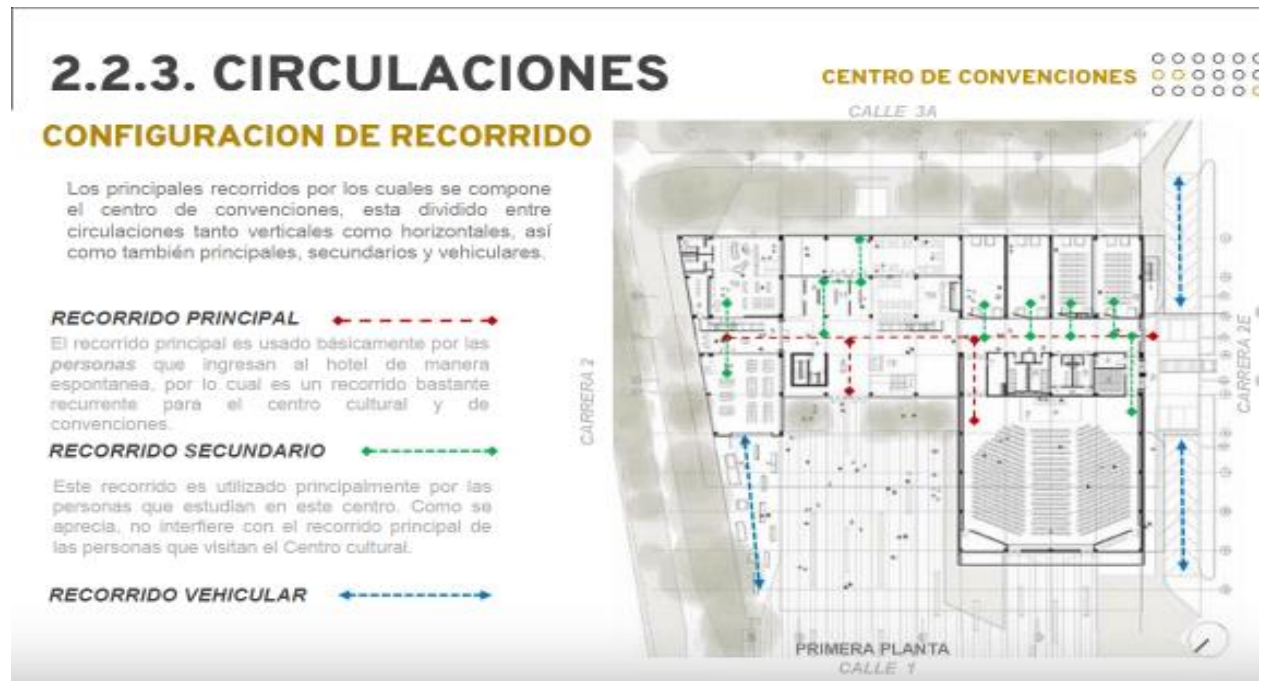 2.2.3. CIRCULACIONES
CENTRO DE CONVENCIONES
CONFIGURACION DE RECORRIDO
CALLE 3A
Los principales recorridos por los cuales se compone
el centro de convenciones, esta dividido entre
circulaciones tanto verticales como horizontales, así
como también principales, secundarios y vehiculares.
RECORRIDO PRINCIPAL
El recorrido principal es usado básicamente por las
personas que ingresan al hotel de manera
espontanea, por lo cual es un recorrido bastante
recurrente para el centro cultural y de
convenciones.
RECORRIDO SECUNDARIO
Este recorrido es utilizado principalmente por las
personas que estudian en este centro. Como se
aprecia, no interfiere con el recorrido principal de
las personas que visitan el Centro cultural.
RECORRIDO VEHICULAR
CARRERA 2
CARRERA 2E
PRIMERA PLANTA
CALLE 1